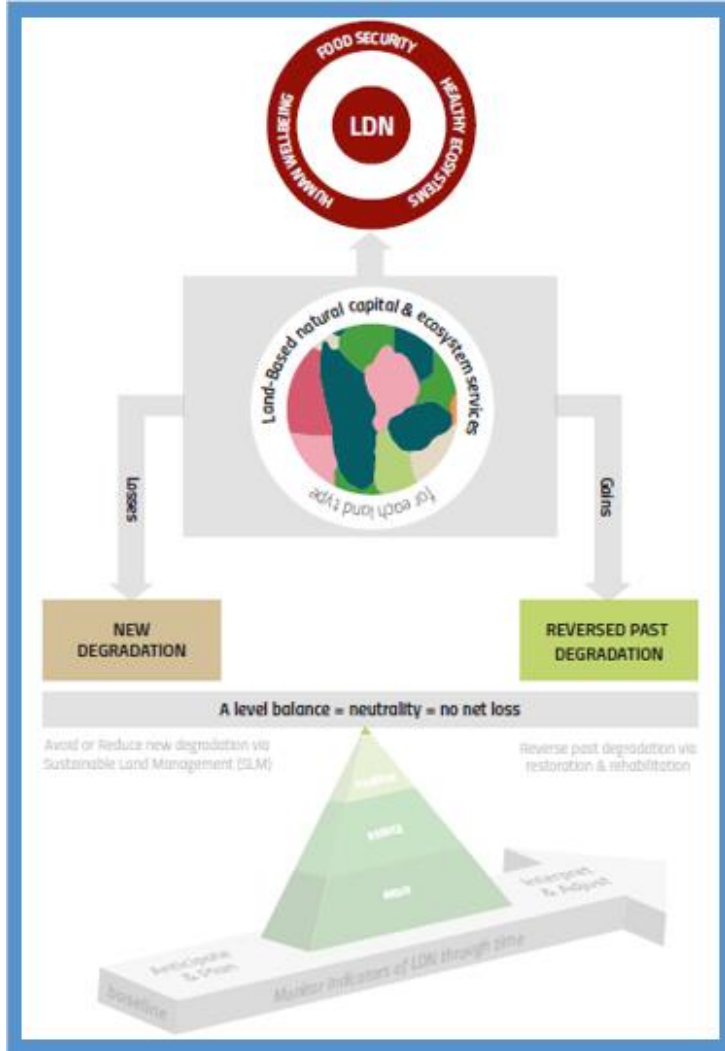 FOOD SECURITY
HUMAN WELLBEING
HEALTHY ECOSYSTEMS
LDN
Land-Based natural capital & ecosystem services
for each land type
Losses
Gains
NEW
DEGRADATION
REVERSED PAST
DEGRADATION
A level balance = neutrality = no net loss
Avoid or Reduce new degradation via
Sustainable Land Management (SLM)
Reverse past degradation via
restoration & rehabilitation
Interpret
& Adjust
Anticipate
& Plan
Monitor indicators of LDN through time
baseline